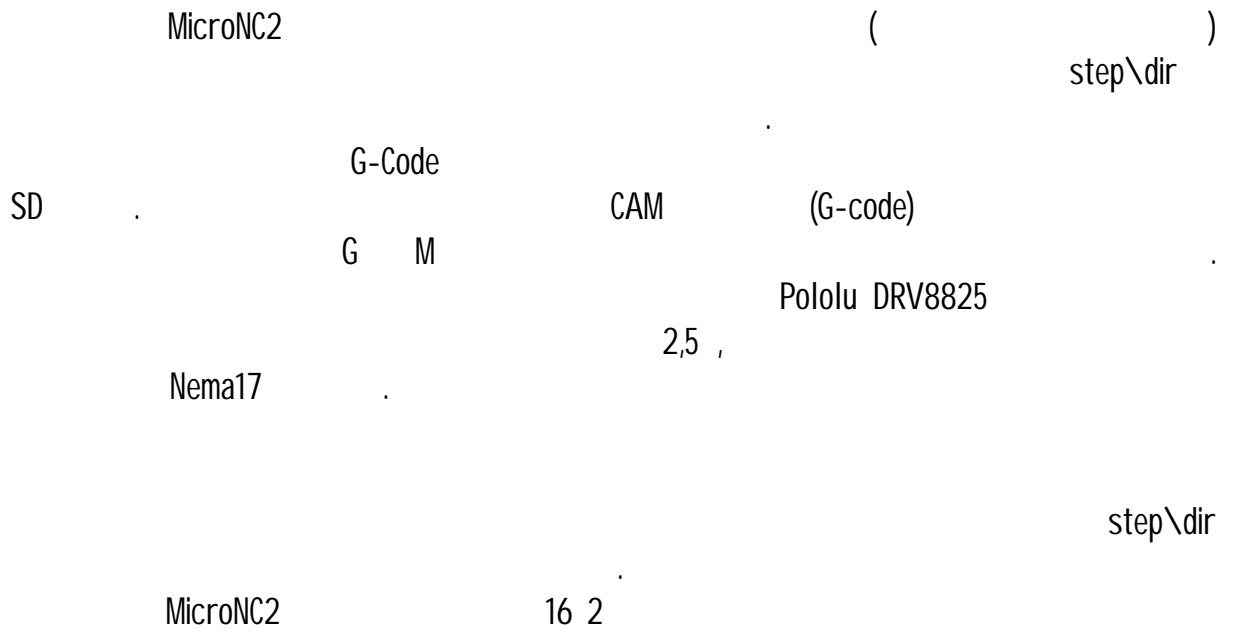 MicroNC2 ( )
step\dir
.
G-Code
SD . CAM (G-code)
G M .
Pololu DRV8825
2,5 ,
Nema17 .
step\dir
.
MicroNC2 16 2